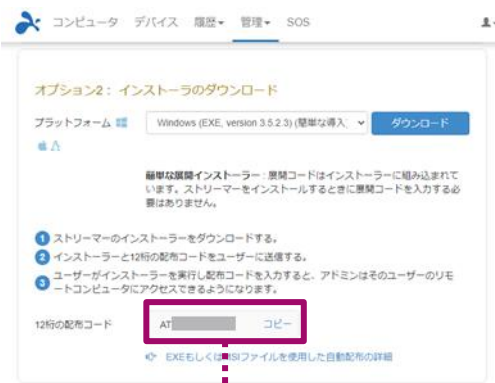 コンピュータ デバイス 履歴 管理 SOS
オプション2: インストーラのダウンロード
プラットフォーム Windows (EXE, version 3.5.2.3) (簡単な導入 ダウンロード
簡単な展開インストーラー: 展開コードはインストーラーに組み込まれて
います。ストリーマーをインストールするときに展開コードを入力する必
要はありません。
1 ストリーマーのインストーラーをダウンロードする。
2 インストーラーと12桁の配布コードをユーザーに送信する。
3 ユーザーがインストーラーを実行し配布コードを入力すると、アドミンはそのユーザーのリモ
ートコンピュータにアクセスできるようになります。
12桁の配布コード AT コピー
EXEもしくは ISIファイルを使用した自動配布の詳細